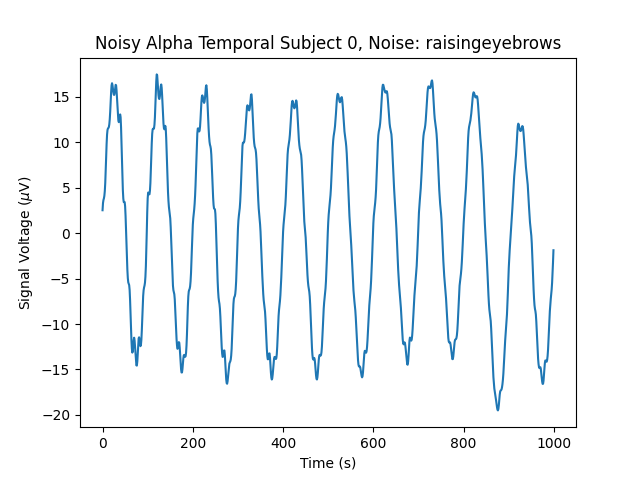 Noisy Alpha Temporal Subject 0, Noise: raisingeyebrows
Signal Voltage (μV)
15
10
5
0
−5
−10
−15
−20
0 200 400 600 800 1000
Time (s)